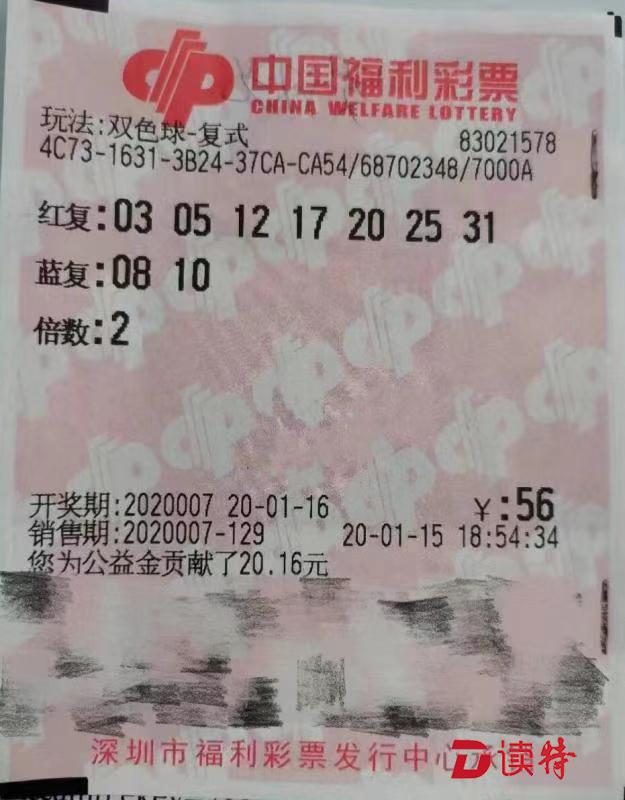 中国福利彩票
CHINA WELFARE LOTTERY
玩法:双色球-复式 83021578
4C73-1631-3B24-37CA-CA54/68702348/7000A
红复:03 05 12 17 20 25 31
蓝复:08 10
倍数:2
开奖期:2020007 20-01-16 ￥:56
销售期:2020007-129 20-01-15 18:54:34
您为公益金贡献了20.16元
深圳市福利彩票发行中心承
读特